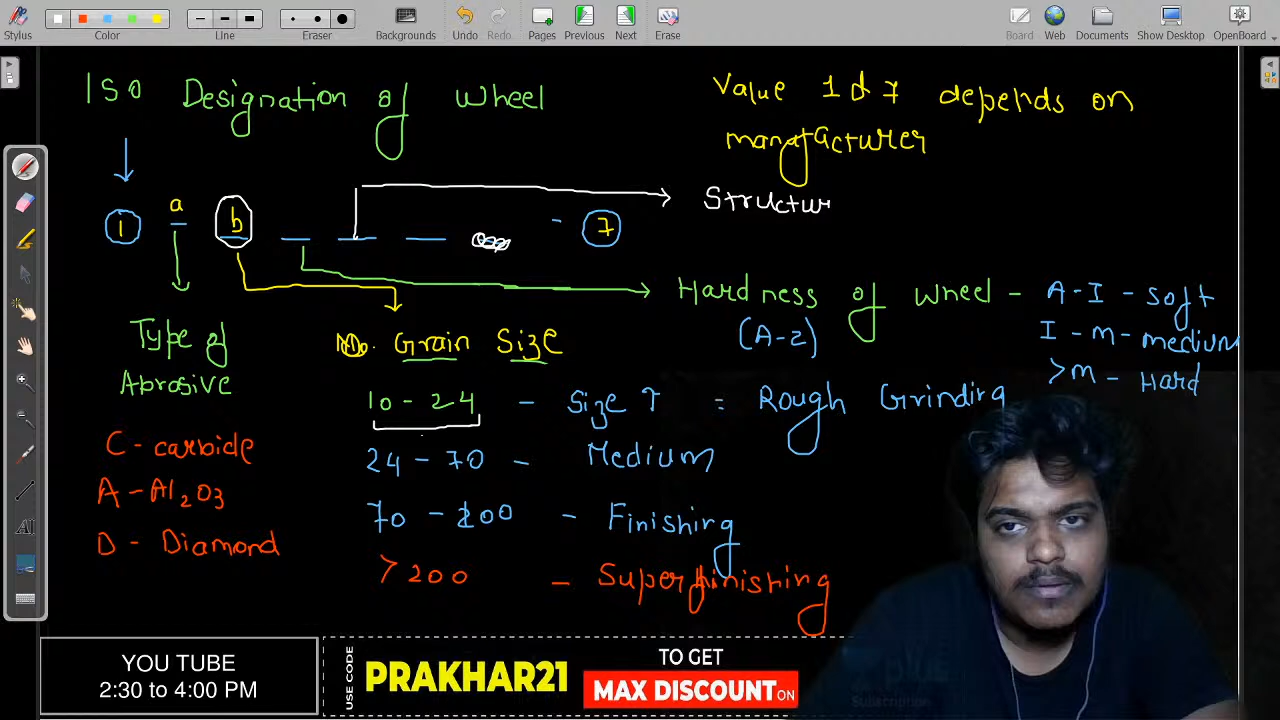 Stylus
Color
Line
Eraser
Backgrounds
Undo
Redo
Pages
Previous
Next
Erase
Board
Web
Documents
Show Desktop
OpenBoard
ISO Designation of Wheel
Value 1 d 7 depends on
manufacturer
1 a b 7
Structur
Hardness of Wheel - A-I - soft
(A-Z)
I - M - medium
>M - Hard
Type of
Abrosive
C - carbide
A - Al2O3
D - Diamond
No. Grain Size
10 - 24 - Size ↑ = Rough Grinding
24 - 70 - Medium
70 - 200 - Finishing
>200 - Superfinishing
YOU TUBE
2:30 to 4:00 PM
USE CODE
PRAKHAR21
TO GET
MAX DISCOUNT ON
Subscription